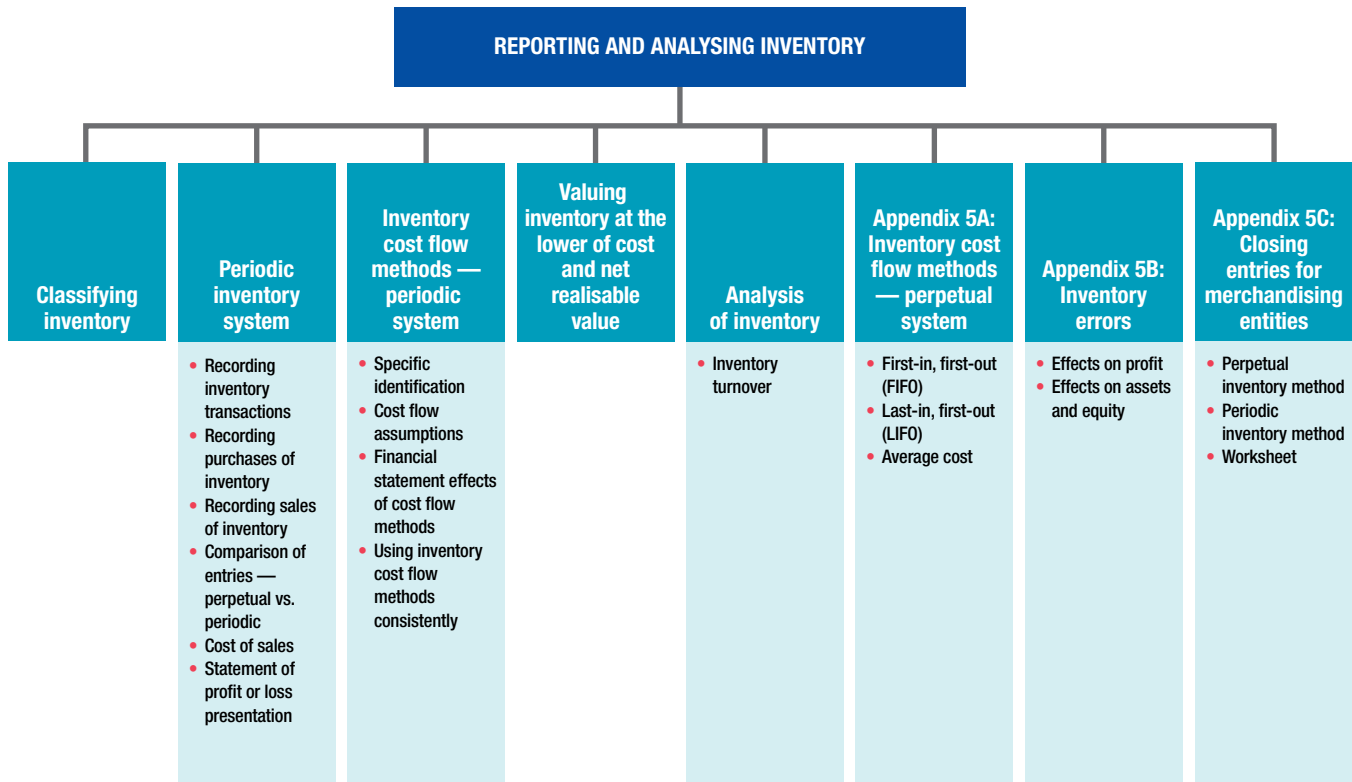 REPORTING AND ANALYSING INVENTORY
Classifying
inventory
Periodic
inventory
system
• Recording
inventory
transactions
• Recording
purchases of
inventory
• Recording sales
of inventory
• Comparison of
entries —
perpetual vs.
periodic
• Cost of sales
• Statement of
profit or loss
presentation
Inventory
cost flow
methods —
periodic
system
• Specific
identification
• Cost flow
assumptions
• Financial
statement effects
of cost flow
methods
• Using inventory
cost flow
methods
consistently
Valuing
inventory at the
lower of cost
and net
realisable
value
Analysis
of inventory
• Inventory
turnover
Appendix 5A:
Inventory cost
flow methods
— perpetual
system
• First-in, first-out
(FIFO)
• Last-in, first-out
(LIFO)
• Average cost
Appendix 5B:
Inventory
errors
• Effects on profit
• Effects on assets
and equity
Appendix 5C:
Closing
entries for
merchandising
entities
• Perpetual
inventory method
• Periodic
inventory method
• Worksheet